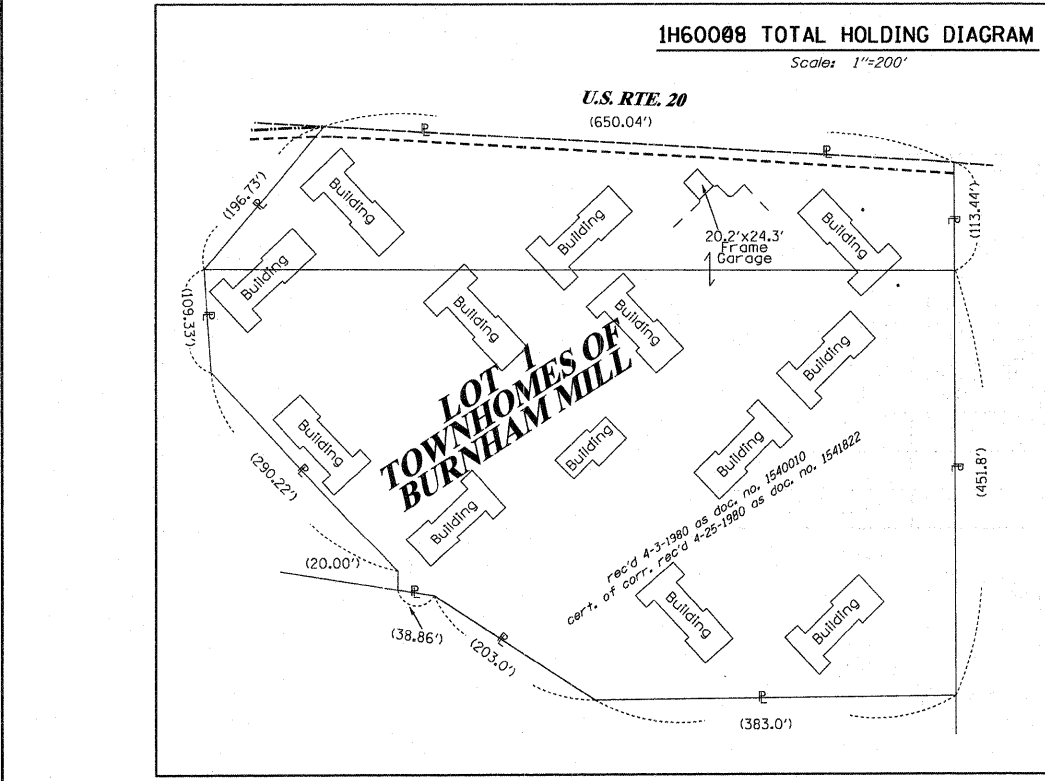 1H60008 TOTAL HOLDING DIAGRAM
Scale: 1"=200'
U.S. RTE. 20
(650.04')
(196.73')
Building
Building
Building
20.2'x24.3'
Frame
Garage
1
Building
(113.44')
Building
(109.33')
Building
Building
Building
LOT 1
TOWNHOMES OF
BURNHAM MILL
Building
Building
Building
(290.22')
(451.8')
Building
rec'd 4-3-1980 as doc. no. 1540010
cert. of corr. rec'd 4-25-1980 as doc. no. 1541822
(20.00')
Building
Building
(38.86')
(203.0')
(383.0')